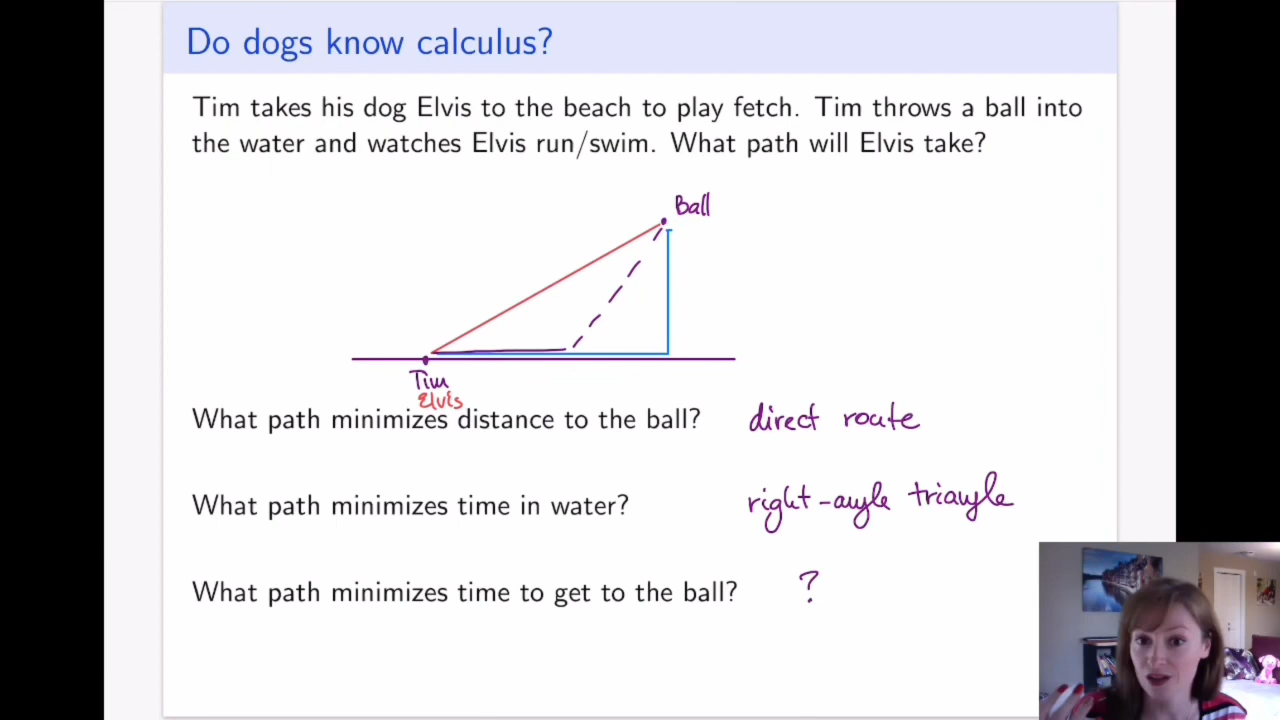 Do dogs know calculus?
Tim takes his dog Elvis to the beach to play fetch. Tim throws a ball into
the water and watches Elvis run/swim. What path will Elvis take?
Ball
Tim
Elvis
What path minimizes distance to the ball? direct route
What path minimizes time in water? right-angle triangle
What path minimizes time to get to the ball? ?